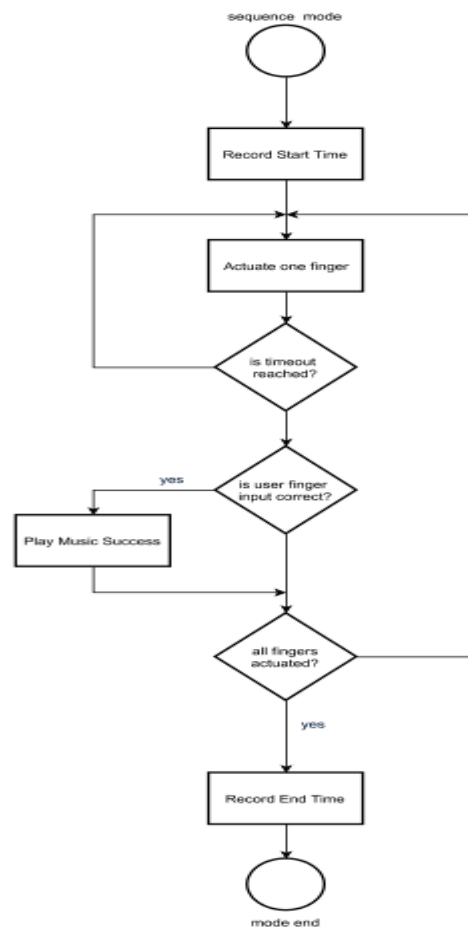 sequence mode
Record Start Time
Actuate one finger
is timeout
reached?
is user finger
input correct?
yes
Play Music Success
all fingers
actuated?
yes
Record End Time
mode end